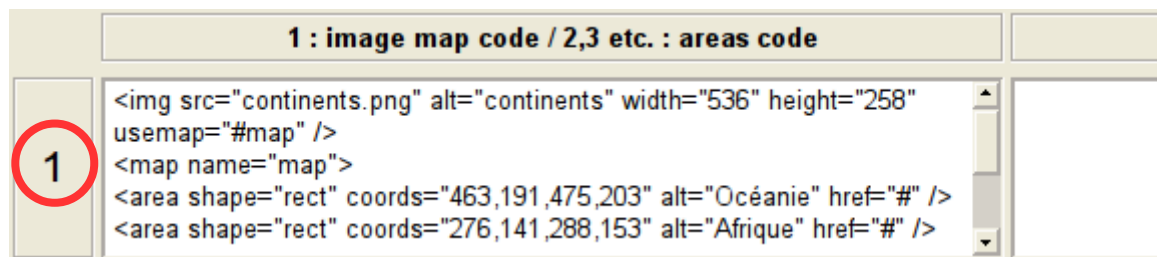 1 : image map code / 2,3 etc. : areas code
1
<img src="continents.png" alt="continents" width="536" height="258"
usemap="#map" />
<map name="map">
<area shape="rect" coords="463,191,475,203" alt="Océanie" href="#" />
<area shape="rect" coords="276,141,288,153" alt="Afrique" href="#" />